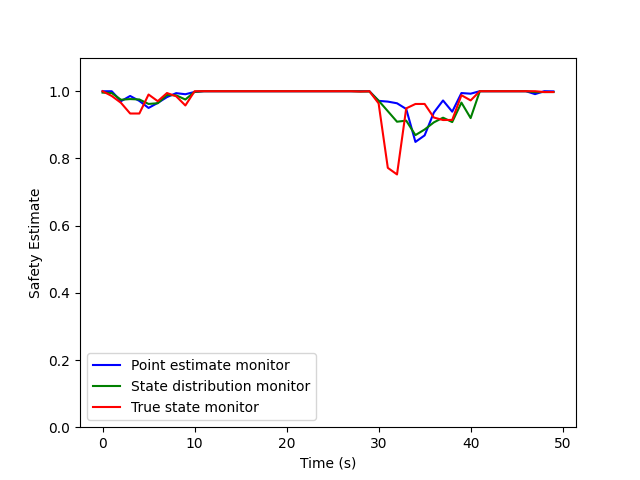 1.0
0.8
0.6
0.4
0.2
0.0
Safety Estimate
Point estimate monitor
State distribution monitor
True state monitor
0 10 20 30 40 50
Time (s)